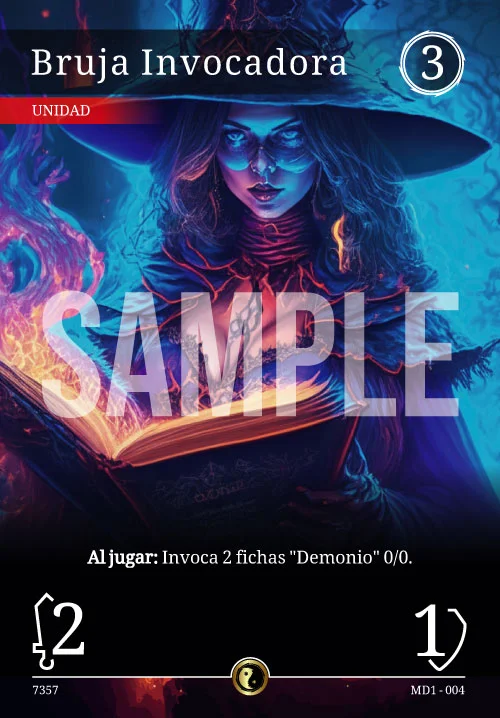 Bruja Invocadora
3
UNIDAD
SAMPLE
Al jugar: Invoca 2 fichas "Demonio" 0/0.
2
1
7357
MD1 - 004